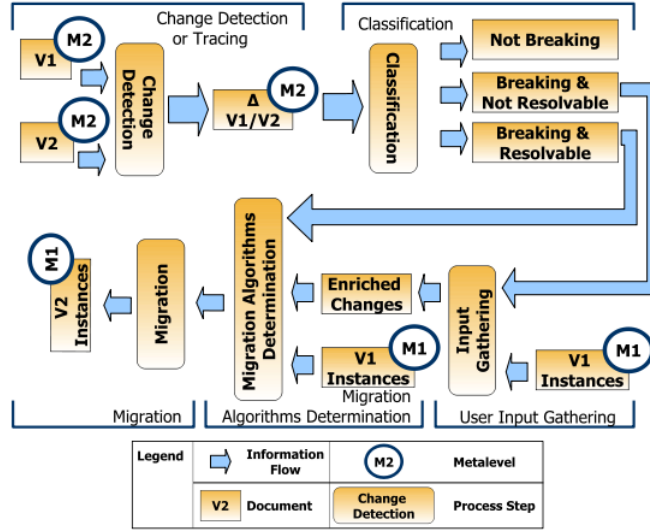 Change Detection
or Tracing
Classification
V1
M2
V2
M2
Change
Detection
Δ
V1/V2
M2
Classification
Not Breaking
Breaking &
Not Resolvable
Breaking &
Resolvable
M1
V2
Instances
Migration
Migration Algorithms
Determination
Enriched
Changes
V1
Instances
M1
Input
Gathering
V1
Instances
M1
Migration
Migration
Algorithms Determination
User Input Gathering
Legend
Information
Flow
M2
Metalevel
V2
Document
Change
Detection
Process Step